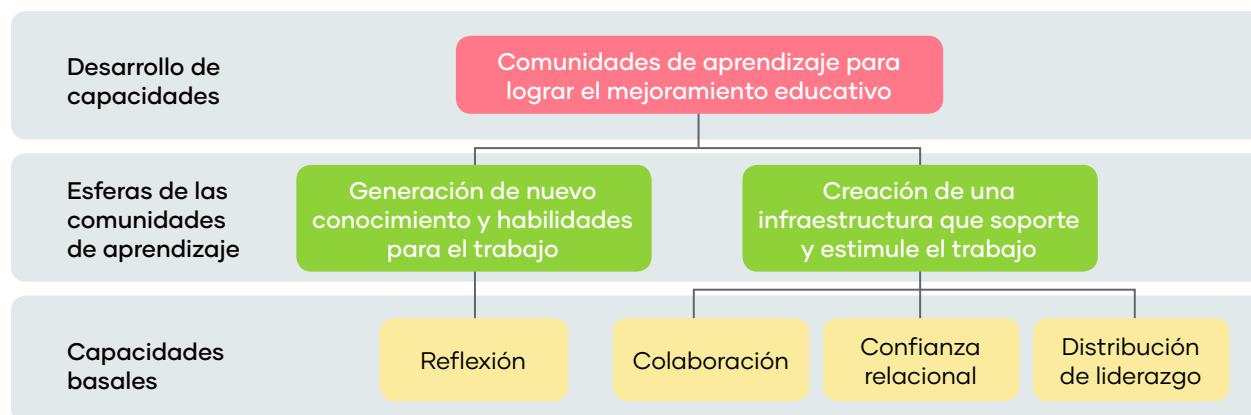 Desarrollo de
capacidades
Comunidades de aprendizaje para
lograr el mejoramiento educativo
Esferas de las
comunidades
de aprendizaje
Generación de nuevo
conocimiento y habilidades
para el trabajo
Creación de una
infraestructura que soporte
y estimule el trabajo
Capacidades
basales
Reflexión
Colaboración
Confianza
relacional
Distribución
de liderazgo